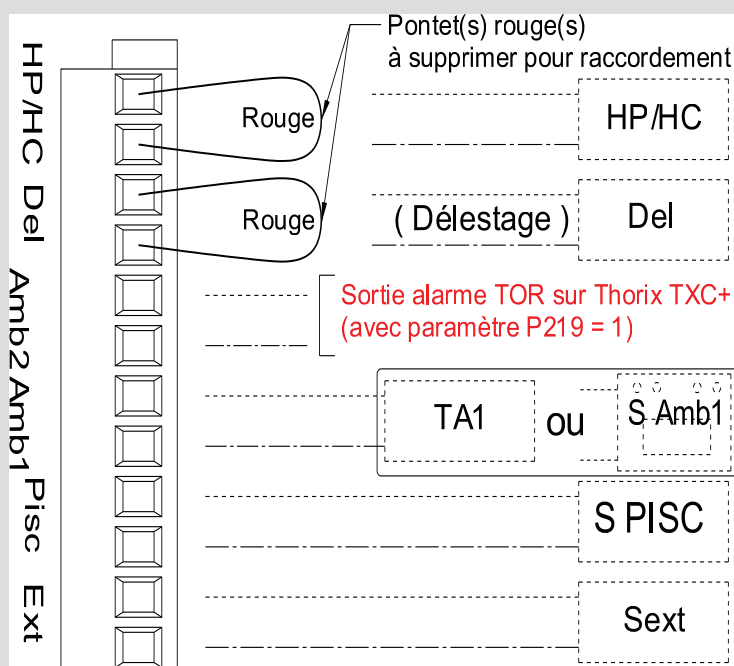 Pontet(s) rouge(s)
à supprimer pour raccordement
HP/HC
Rouge
HP/HC
Del
Rouge
( Délestage )
Del
Amb2
Sortie alarme TOR sur Thorix TXC+
(avec paramètre P219 = 1)
Amb1
TA1
ou
S Amb1
Pisc
S PISC
Ext
Sext